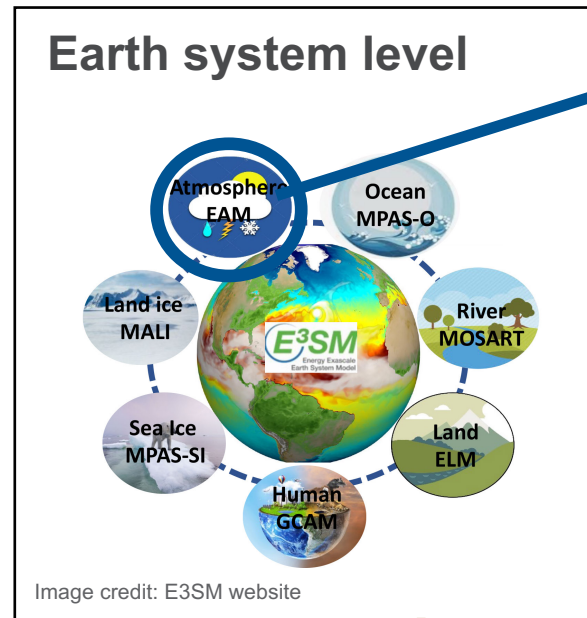 Earth system level
Atmosphere
EAM
Ocean
MPAS-O
Land ice
MALI
River
MOSART
E³SM
Energy Exascale
Earth System Model
Sea Ice
MPAS-SI
Land
ELM
Human
GCAM
Image credit: E3SM website